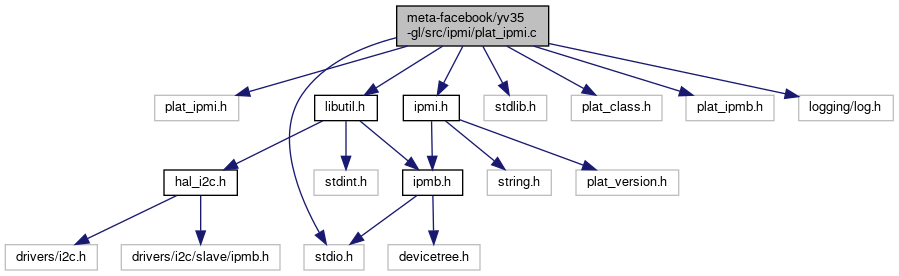 meta-facebook/yv35
-gl/src/ipmi/plat_ipmi.c
plat_ipmi.h
libutil.h
ipmi.h
stdlib.h
plat_class.h
plat_ipmb.h
logging/log.h
hal_i2c.h
stdint.h
ipmb.h
string.h
plat_version.h
drivers/i2c.h
drivers/i2c/slave/ipmb.h
stdio.h
devicetree.h